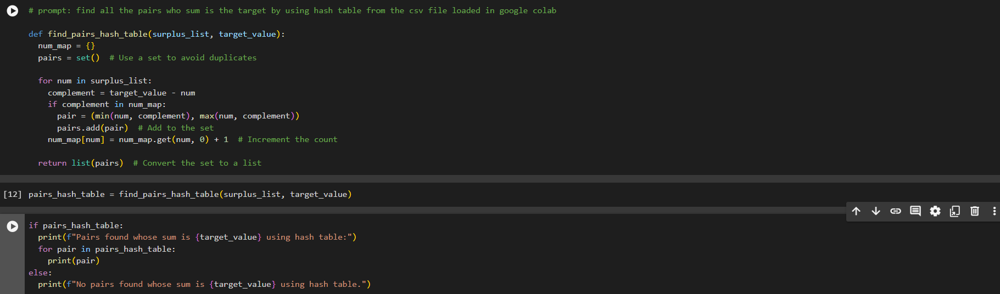 # prompt: find all the pairs who sum is the target by using hash table from the csv file loaded in google colab
def find_pairs_hash_table(surplus_list, target_value):
  num_map = {}
  pairs = set()  # Use a set to avoid duplicates
  for num in surplus_list:
    complement = target_value - num
    if complement in num_map:
      pair = (min(num, complement), max(num, complement))
      pairs.add(pair)  # Add to the set
    num_map[num] = num_map.get(num, 0) + 1  # Increment the count
  return list(pairs)  # Convert the set to a list
[12] pairs_hash_table = find_pairs_hash_table(surplus_list, target_value)
if pairs_hash_table:
  print(f"Pairs found whose sum is {target_value} using hash table:")
  for pair in pairs_hash_table:
    print(pair)
else:
  print(f"No pairs found whose sum is {target_value} using hash table.")